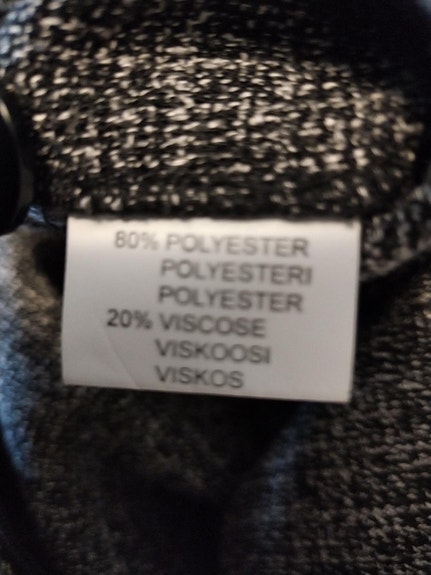 80% POLYESTER
POLYESTERI
POLYESTER
20% VISCOSE
VISKOOSI
VISKOS